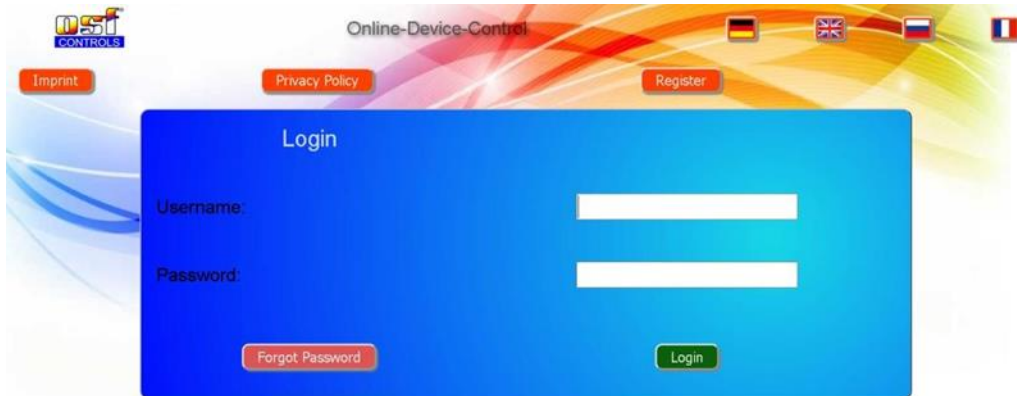 osf
CONTROLS
Online-Device-Control
Imprint
Privacy Policy
Register
Login
Username:
Password:
Forgot Password
Login